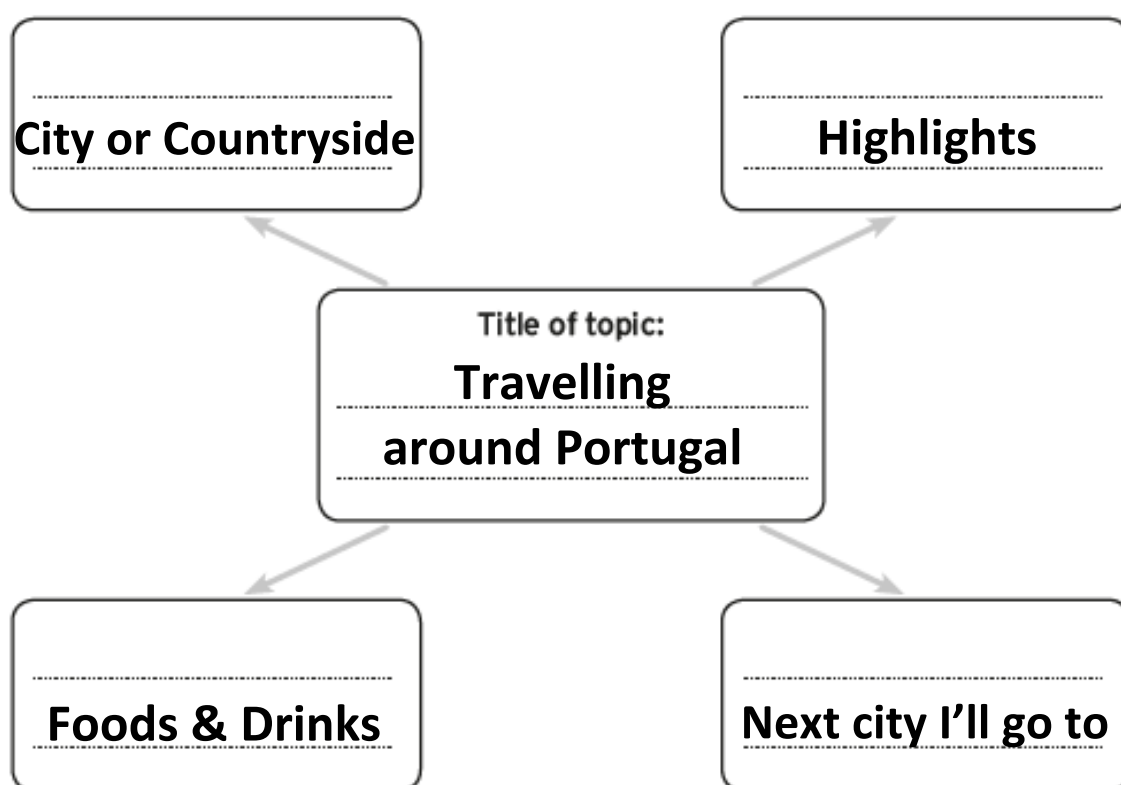 City or Countryside
Highlights
Title of topic:
Travelling
around Portugal
Foods & Drinks
Next city I’ll go to